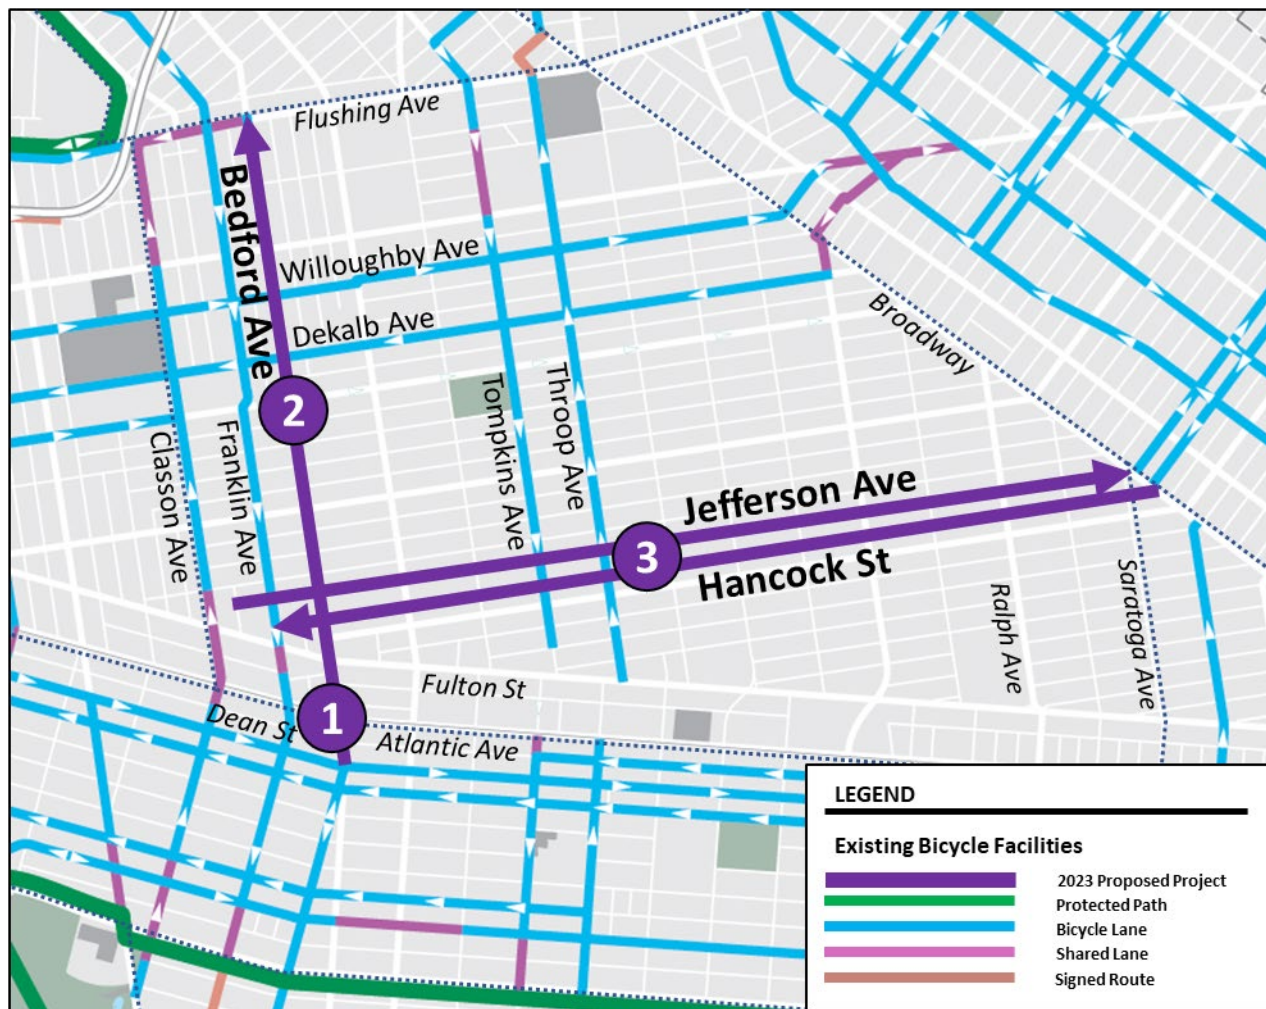 Flushing Ave
Bedford Ave
Willoughby Ave
Dekalb Ave
Broadway
2
Tompkins Ave
Throop Ave
Classon Ave
Franklin Ave
Jefferson Ave
3
Hancock St
Ralph Ave
Saratoga Ave
Fulton St
Dean St
1
Atlantic Ave
LEGEND
Existing Bicycle Facilities
2023 Proposed Project
Protected Path
Bicycle Lane
Shared Lane
Signed Route